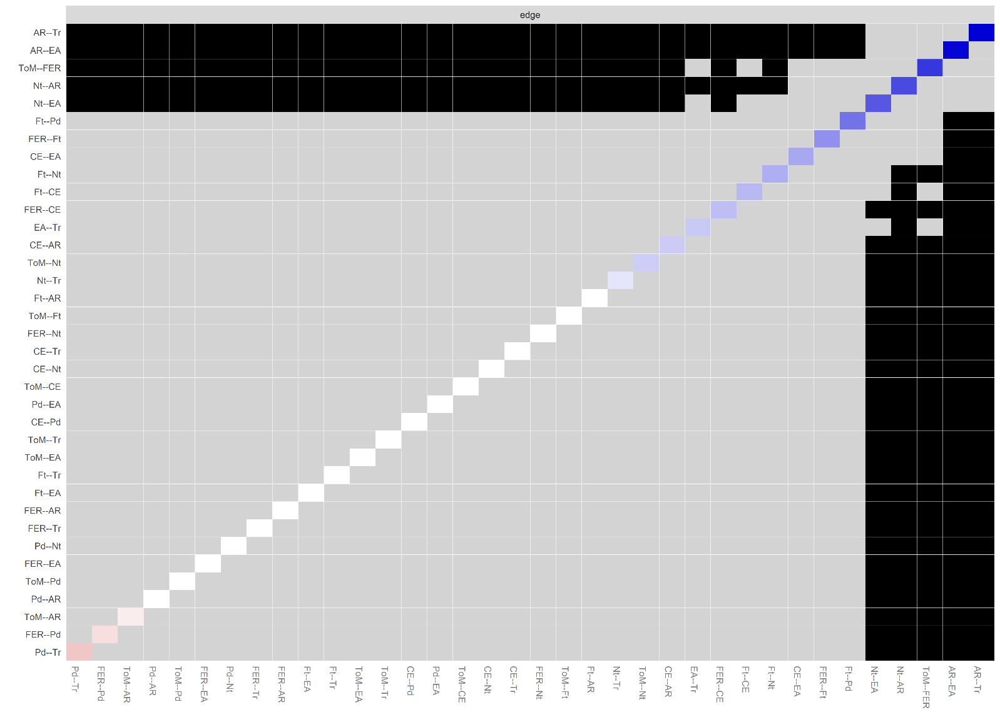 edge
AR--Tr
AR--EA
ToM--FER
Nt--AR
Nt--EA
Ft--Pd
FER--Ft
CE--EA
Ft--Nt
Ft--CE
FER--CE
EA--Tr
CE--AR
ToM--Nt
Nt--Tr
Ft--AR
ToM--Ft
FER--Nt
CE--Tr
CE--Nt
ToM--CE
Pd--EA
CE--Pd
ToM--Tr
ToM--EA
Ft--Tr
Ft--EA
FER--AR
FER--Tr
Pd--Nt
FER--EA
ToM--Pd
Pd--AR
ToM--AR
FER--Pd
Pd--Tr
Pd--Tr
FER--Pd
ToM--AR
Pd--AR
ToM--Pd
FER--EA
Pd--Nt
FER--Tr
FER--AR
Ft--EA
Ft--Tr
ToM--EA
ToM--Tr
CE--Pd
Pd--EA
ToM--CE
CE--Nt
CE--Tr
FER--Nt
ToM--Ft
Ft--AR
Nt--Tr
ToM--Nt
CE--AR
EA--Tr
FER--CE
Ft--CE
Ft--Nt
CE--EA
FER--Ft
Ft--Pd
Nt--EA
Nt--AR
ToM--FER
AR--EA
AR--Tr